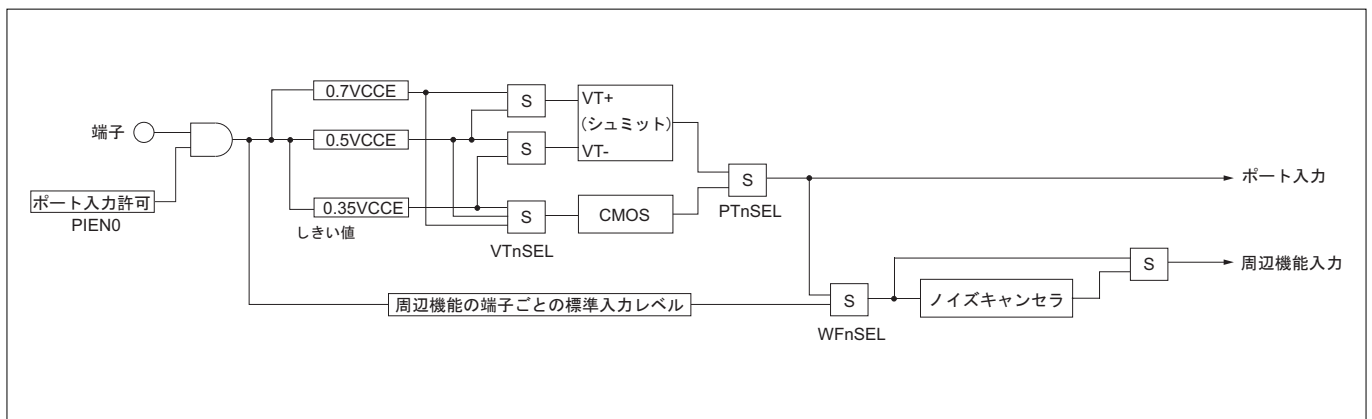 0.7VCCE
S
VT+
(シュミット)
VT-
端子
0.5VCCE
S
S
ポート入力
ポート入力許可
PIEN0
0.35VCCE
しきい値
S
VTnSEL
CMOS
PTnSEL
S
周辺機能入力
周辺機能の端子ごとの標準入力レベル
S
WFnSEL
ノイズキャンセラ